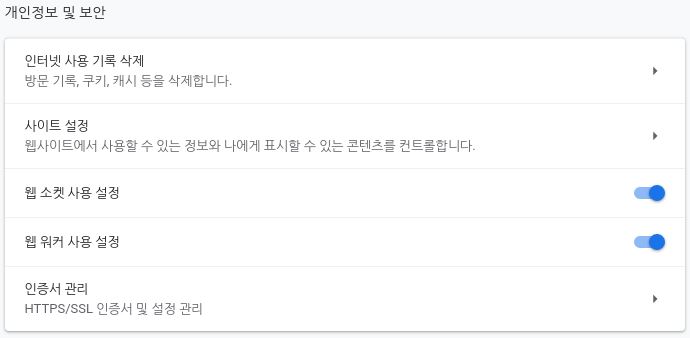 개인정보 및 보안
인터넷 사용 기록 삭제
방문 기록, 쿠키, 캐시 등을 삭제합니다.
사이트 설정
웹사이트에서 사용할 수 있는 정보와 나에게 표시할 수 있는 콘텐츠를 컨트롤합니다.
웹 소켓 사용 설정
웹 워커 사용 설정
인증서 관리
HTTPS/SSL 인증서 및 설정 관리